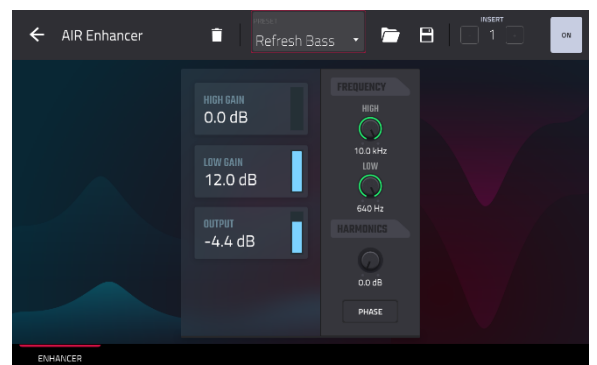 AIR Enhancer
PRESET
Refresh Bass
INSERT
1
ON
HIGH GAIN
0.0 dB
LOW GAIN
12.0 dB
OUTPUT
-4.4 dB
FREQUENCY
HIGH
10.0 kHz
LOW
640 Hz
HARMONICS
0.0 dB
PHASE
ENHANCER